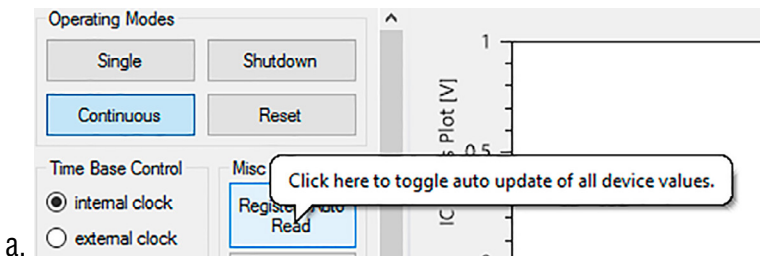 Operating Modes
Single
Shutdown
Continuous
Reset
Time Base Control
Misc
internal clock
external clock
Read
Click here to toggle auto update of all device values.
1
0.5
Plot [V]
a.